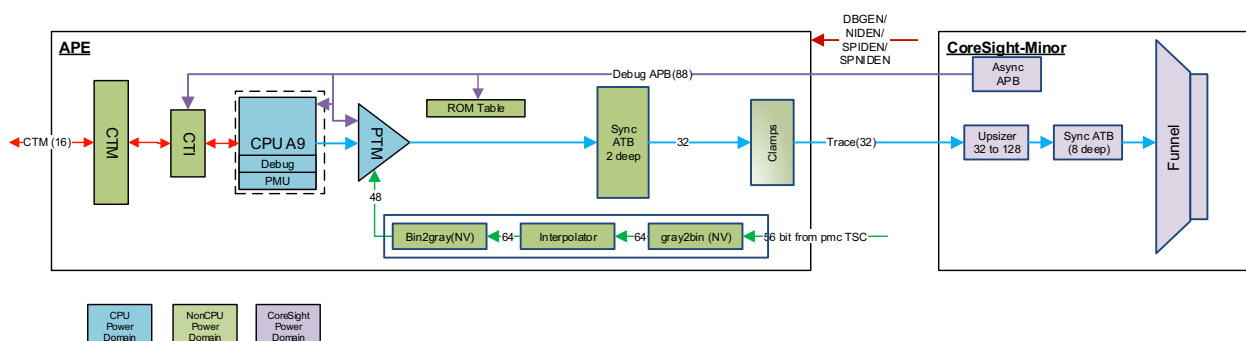 DBGEN/
NIDEN/
SPIDEN/
SPNIDEN
APE
CoreSight-Minor
Async
APB
Debug APB(88)
ROM Table
CTM (16)
CTM
CTI
CPU A9
Debug
PMU
PTM
Sync
ATB
2 deep
32
Clamps
Trace(32)
Upsizer
32 to 128
Sync ATB
(8 deep)
Funnel
48
Bin2gray(NV)
64
Interpolator
64
gray2bin (NV)
56 bit from pmc TSC
CPU
Power
Domain
NonCPU
Power
Domain
CoreSight
Power
Domain